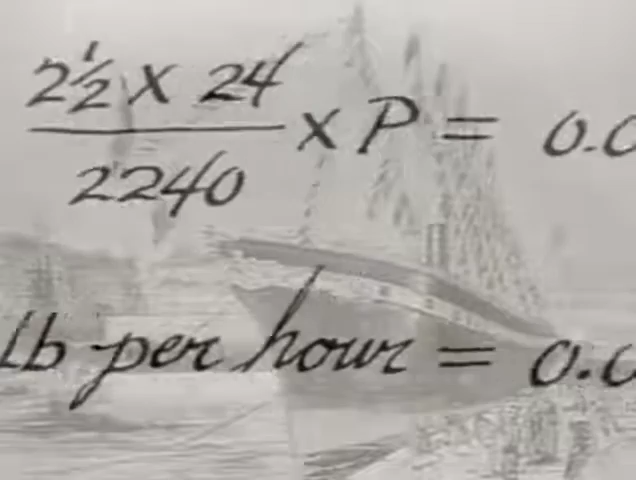 2½ X 24
2240
x P = 0.0
lb per hour = 0.0